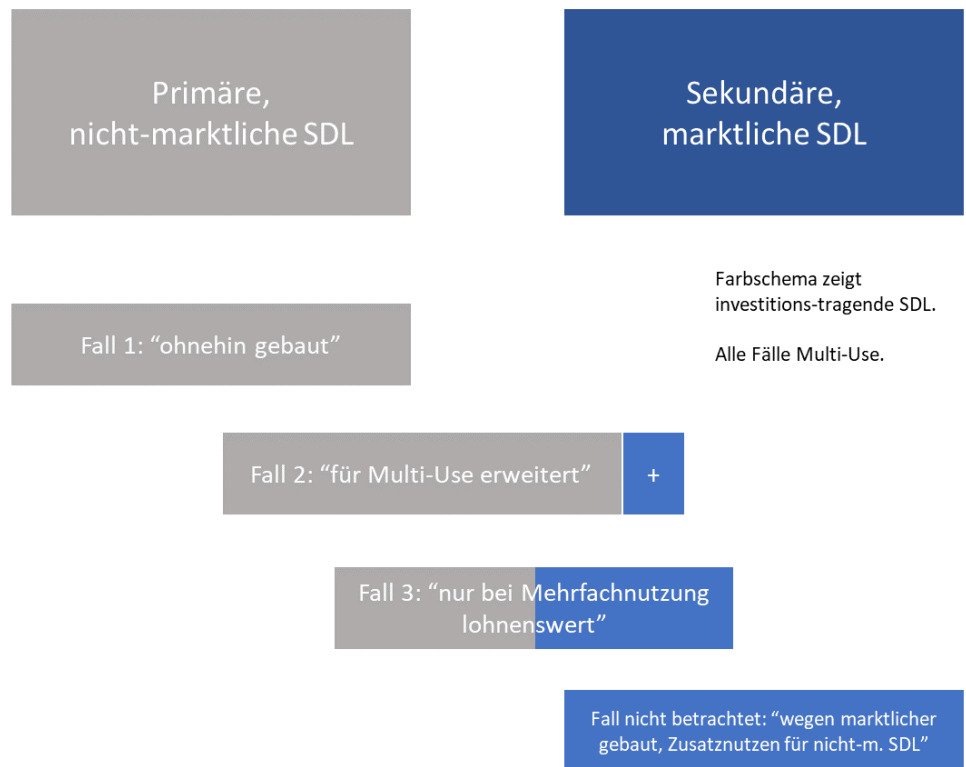 Primäre,
nicht-marktliche SDL
Sekundäre,
marktliche SDL
Farbschema zeigt
investitions-tragende SDL.
Alle Fälle Multi-Use.
Fall 1: “ohnehin gebaut”
Fall 2: “für Multi-Use erweitert”
+
Fall 3: “nur bei Mehrfachnutzung
lohnenswert”
Fall nicht betrachtet: “wegen marktlicher
gebaut, Zusatznutzen für nicht-m. SDL”